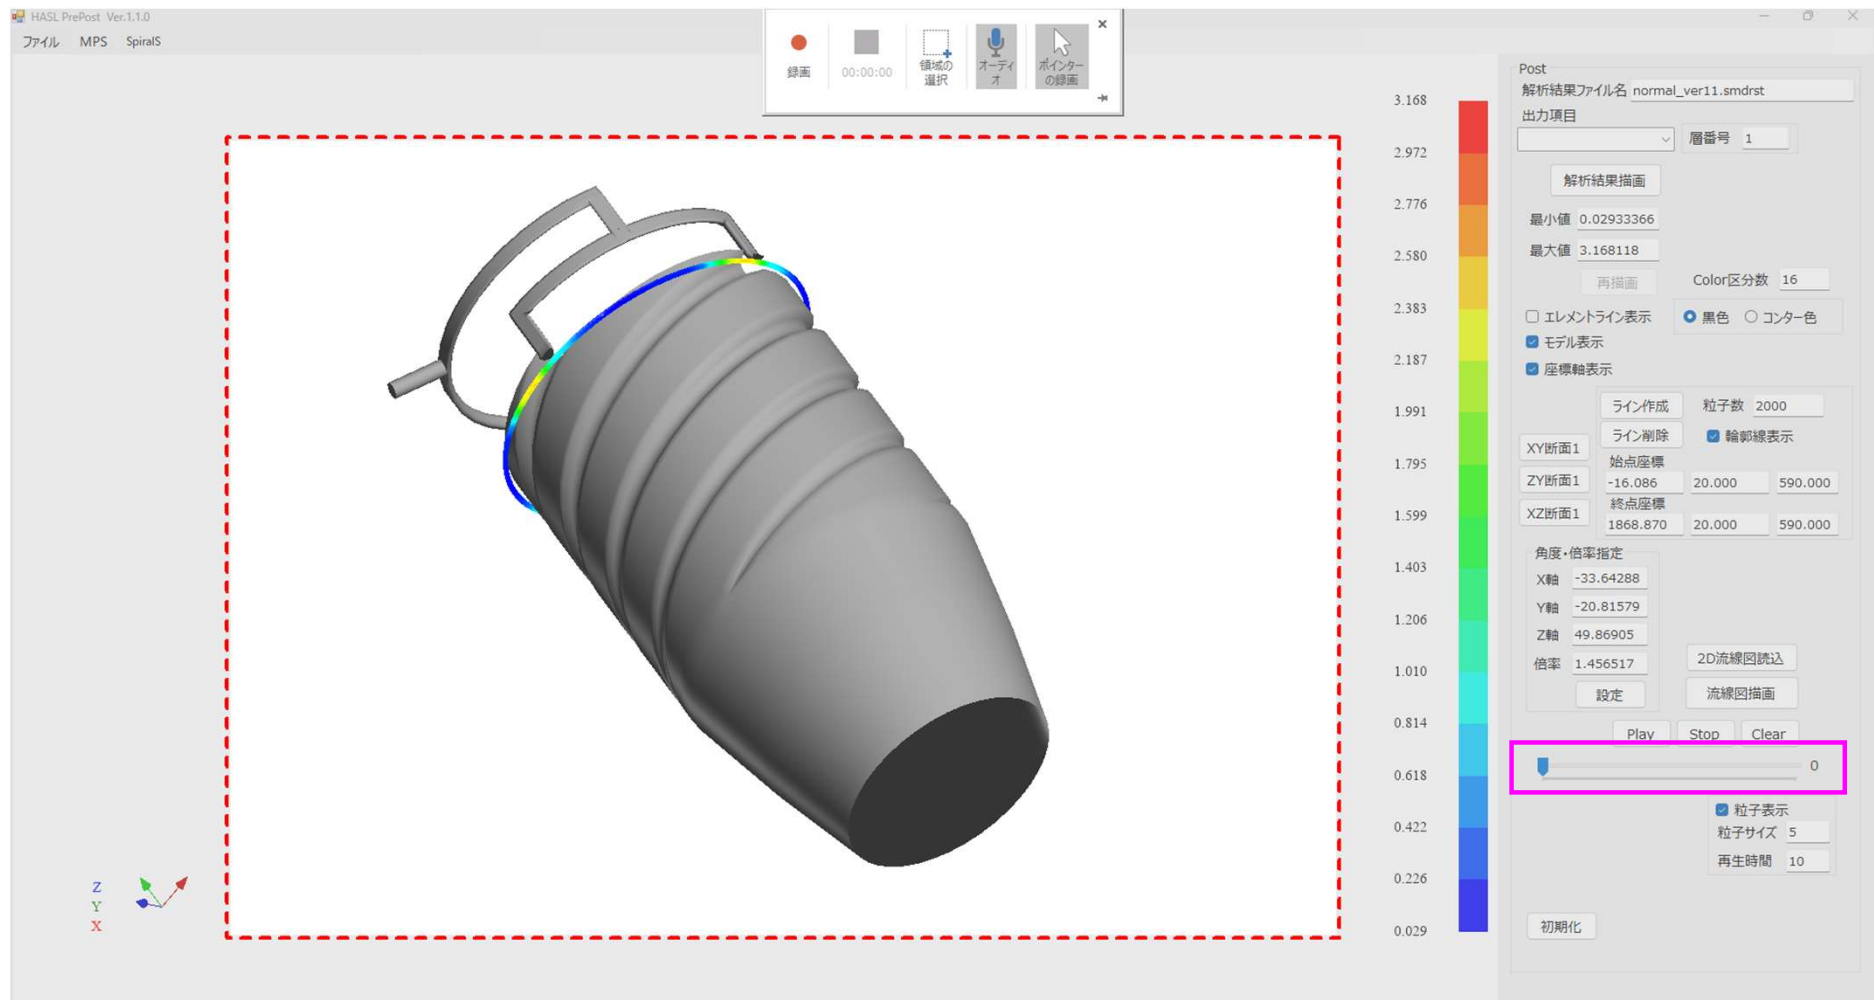 HASL PrePost Ver.1.1.0
ファイル MPS SpiralS
録画
00:00:00
領域の
選択
オーディ
オ
ポインター
の録画
3.168
2.972
2.776
2.580
2.383
2.187
1.991
1.795
1.599
1.403
1.206
1.010
0.814
0.618
0.422
0.226
0.029
Z
Y
X
Post
解析結果ファイル名 normal_ver11.smdrst
出力項目
層番号 1
解析結果描画
最小値 0.02933366
最大値 3.168118
再描画 Color区分数 16
エレメントライン表示 黒色 コンター色
モデル表示
座標軸表示
ライン作成 粒子数 2000
ライン削除 輪郭線表示
XY断面1
始点座標
ZY断面1 -16.086 20.000 590.000
終点座標
XZ断面1 1868.870 20.000 590.000
角度・倍率指定
X軸 -33.64288
Y軸 -20.81579
Z軸 49.86905
倍率 1.456517
2D流線図読込
設定 流線図描画
Play Stop Clear
0
粒子表示
粒子サイズ 5
再生時間 10
初期化